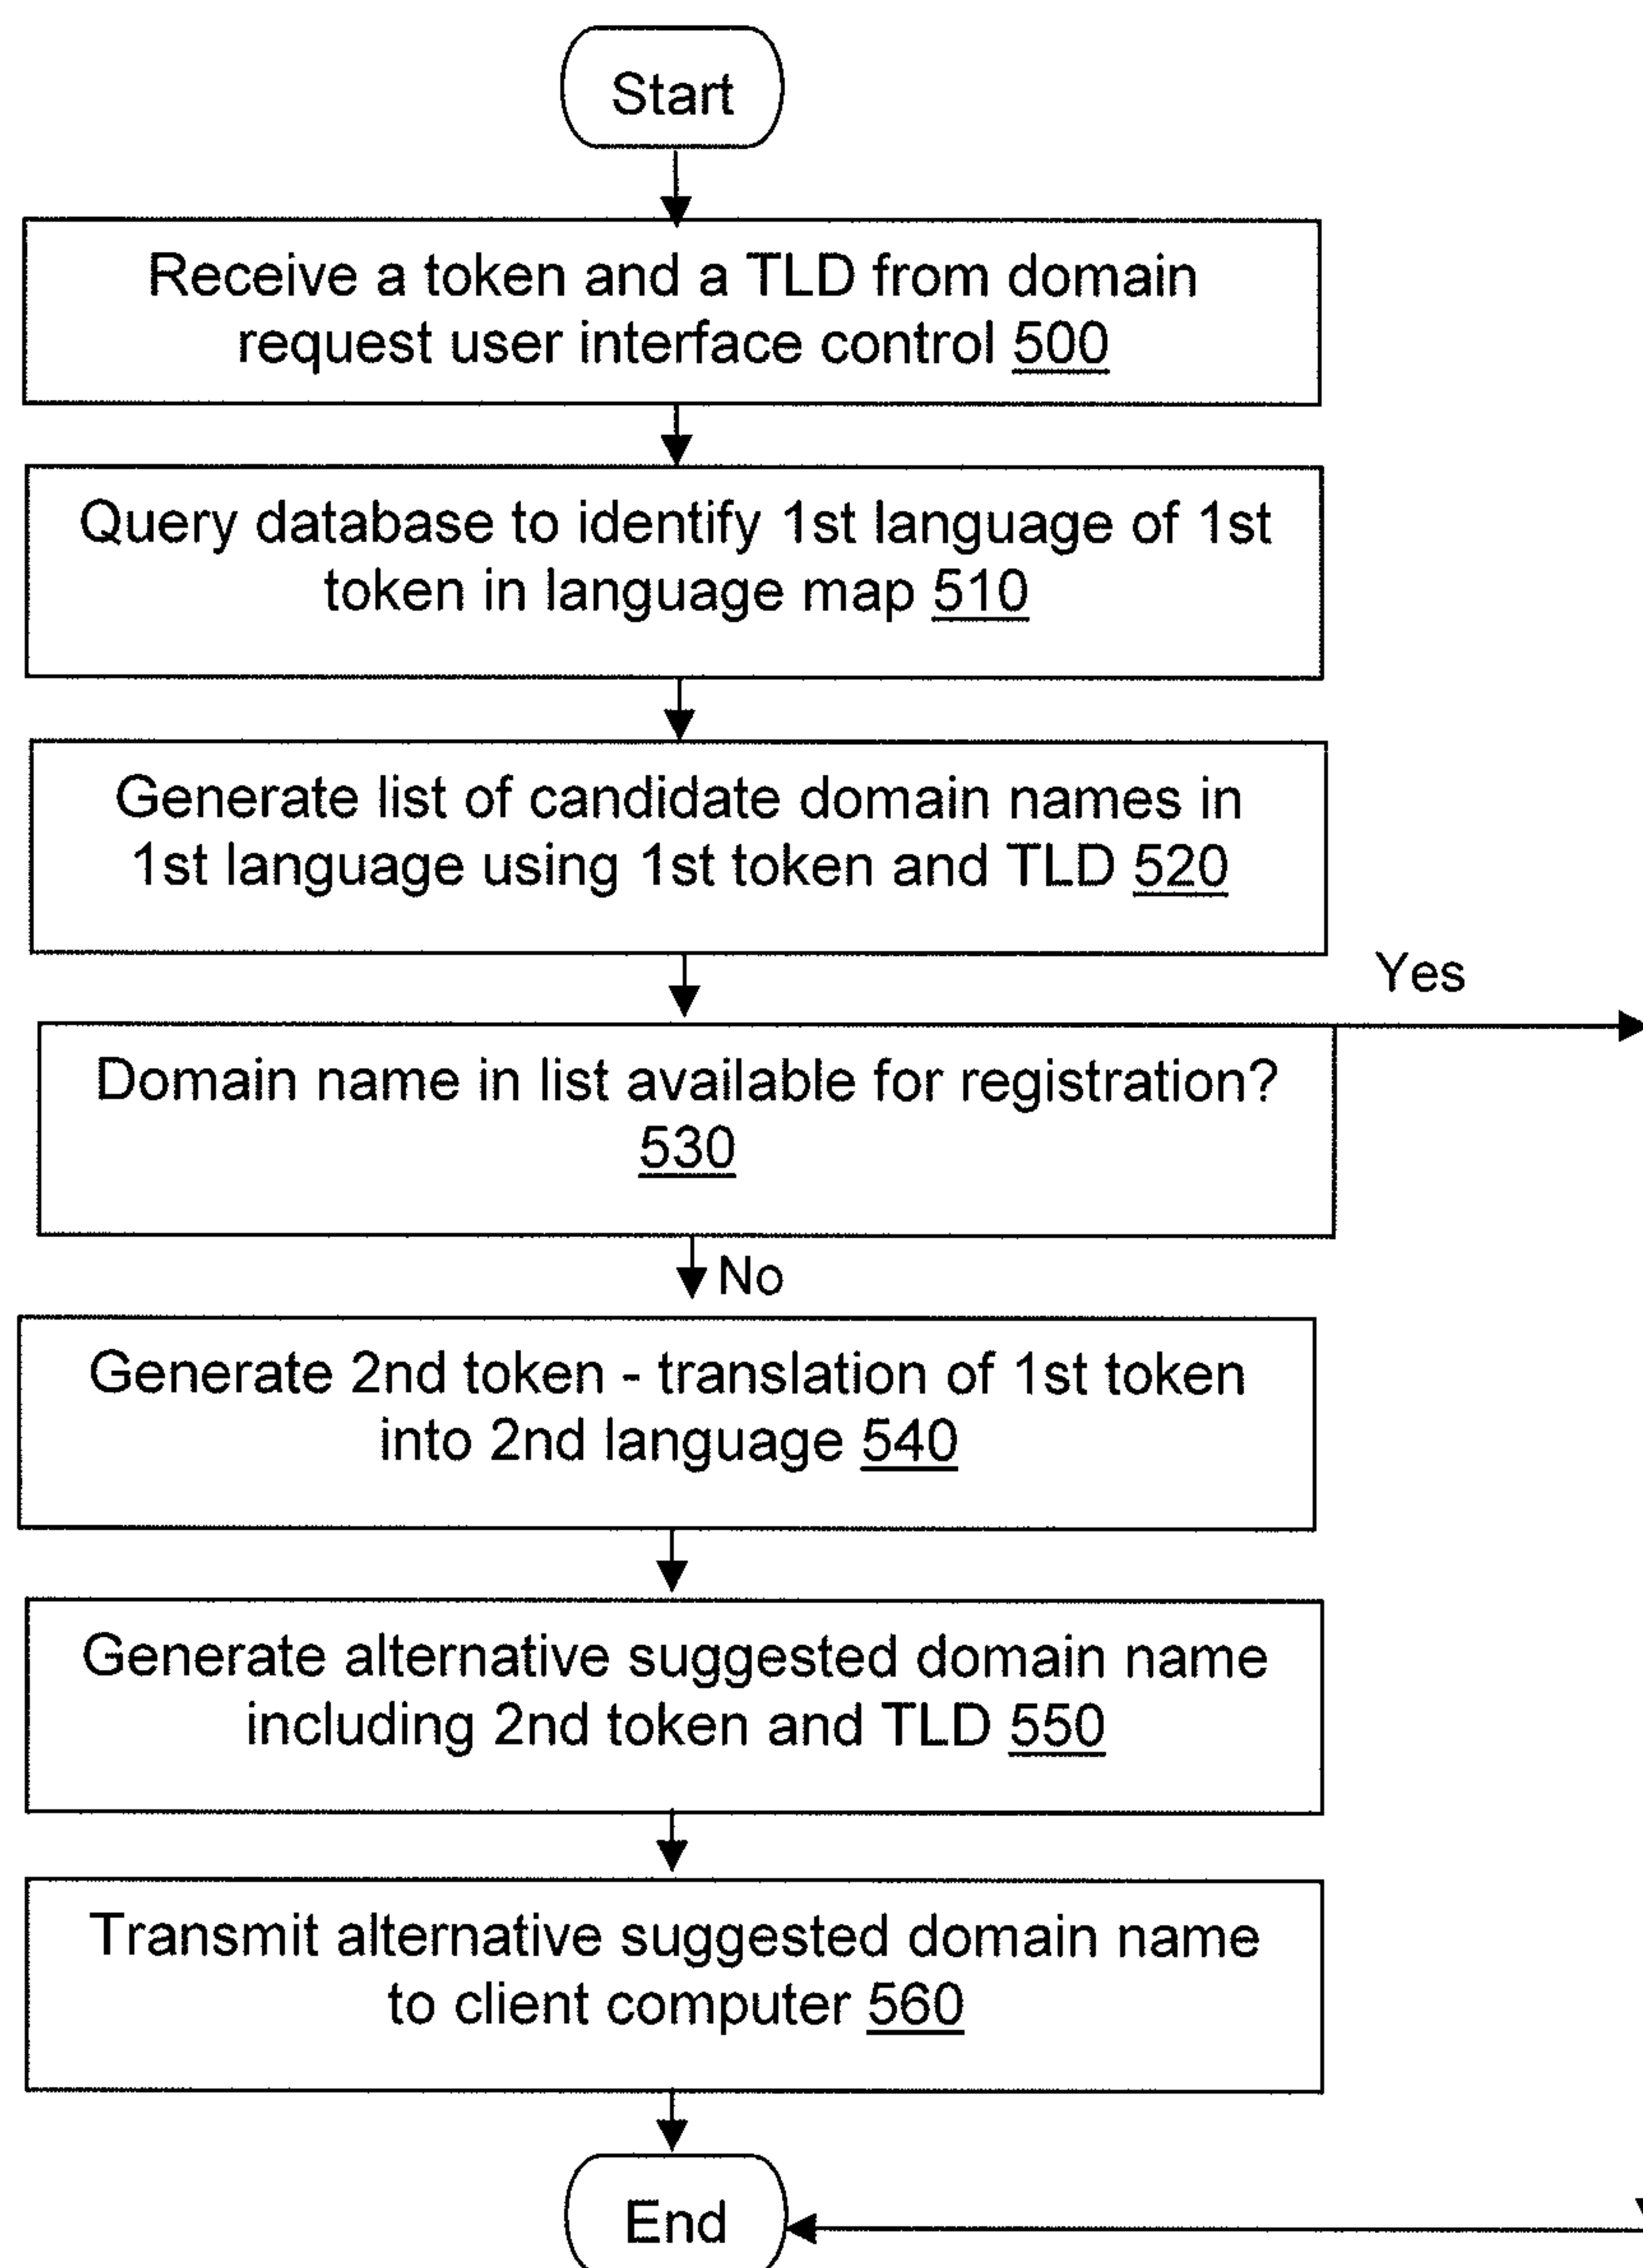 Start
Receive a token and a TLD from domain
request user interface control 500
Query database to identify 1st language of 1st
token in language map 510
Generate list of candidate domain names in
1st language using 1st token and TLD 520
Yes
Domain name in list available for registration?
530
No
Generate 2nd token - translation of 1st token
into 2nd language 540
Generate alternative suggested domain name
including 2nd token and TLD 550
Transmit alternative suggested domain name
to client computer 560
End